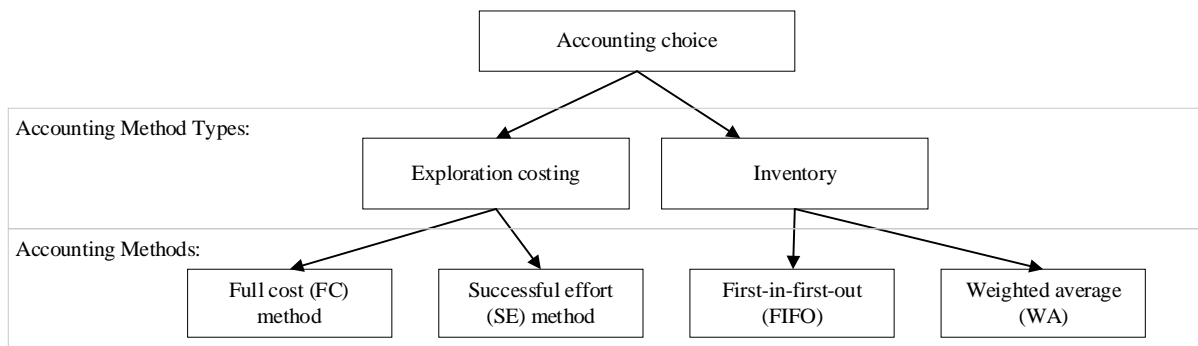 Accounting choice
Accounting Method Types:
Exploration costing
Inventory
Accounting Methods:
Full cost (FC)
method
Successful effort
(SE) method
First-in-first-out
(FIFO)
Weighted average
(WA)